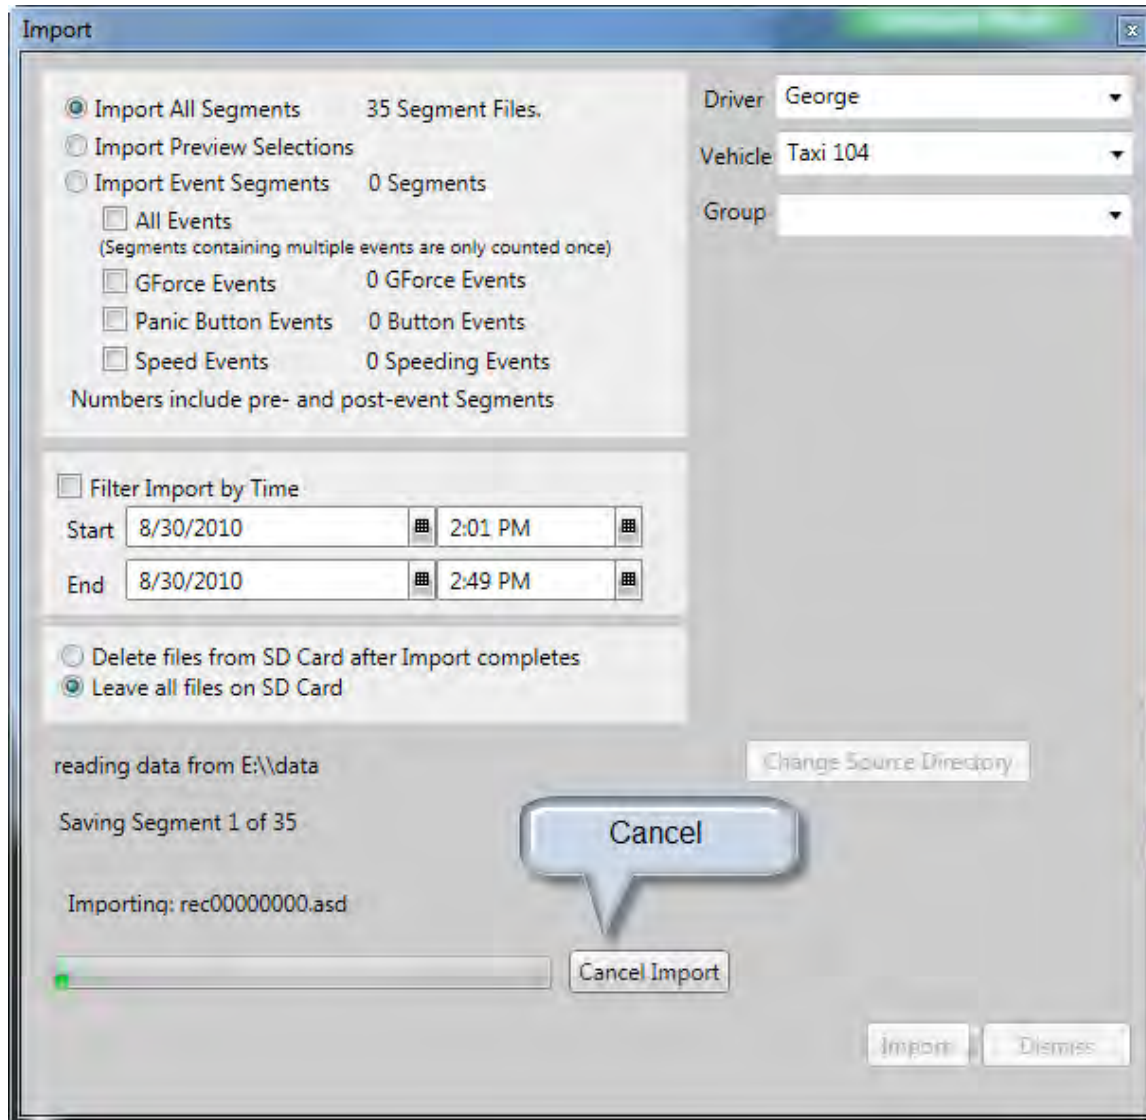 Import
Import All Segments 35 Segment Files.
Import Preview Selections
Import Event Segments 0 Segments
All Events
(Segments containing multiple events are only counted once)
GForce Events 0 GForce Events
Panic Button Events 0 Button Events
Speed Events 0 Speeding Events
Numbers include pre- and post-event Segments
Driver George
Vehicle Taxi 104
Group
Filter Import by Time
Start 8/30/2010 2:01 PM
End 8/30/2010 2:49 PM
Delete files from SD Card after Import completes
Leave all files on SD Card
reading data from E:\\data
Change Source Directory
Saving Segment 1 of 35
Cancel
Importing: rec00000000.asd
Cancel Import
Import Dismiss